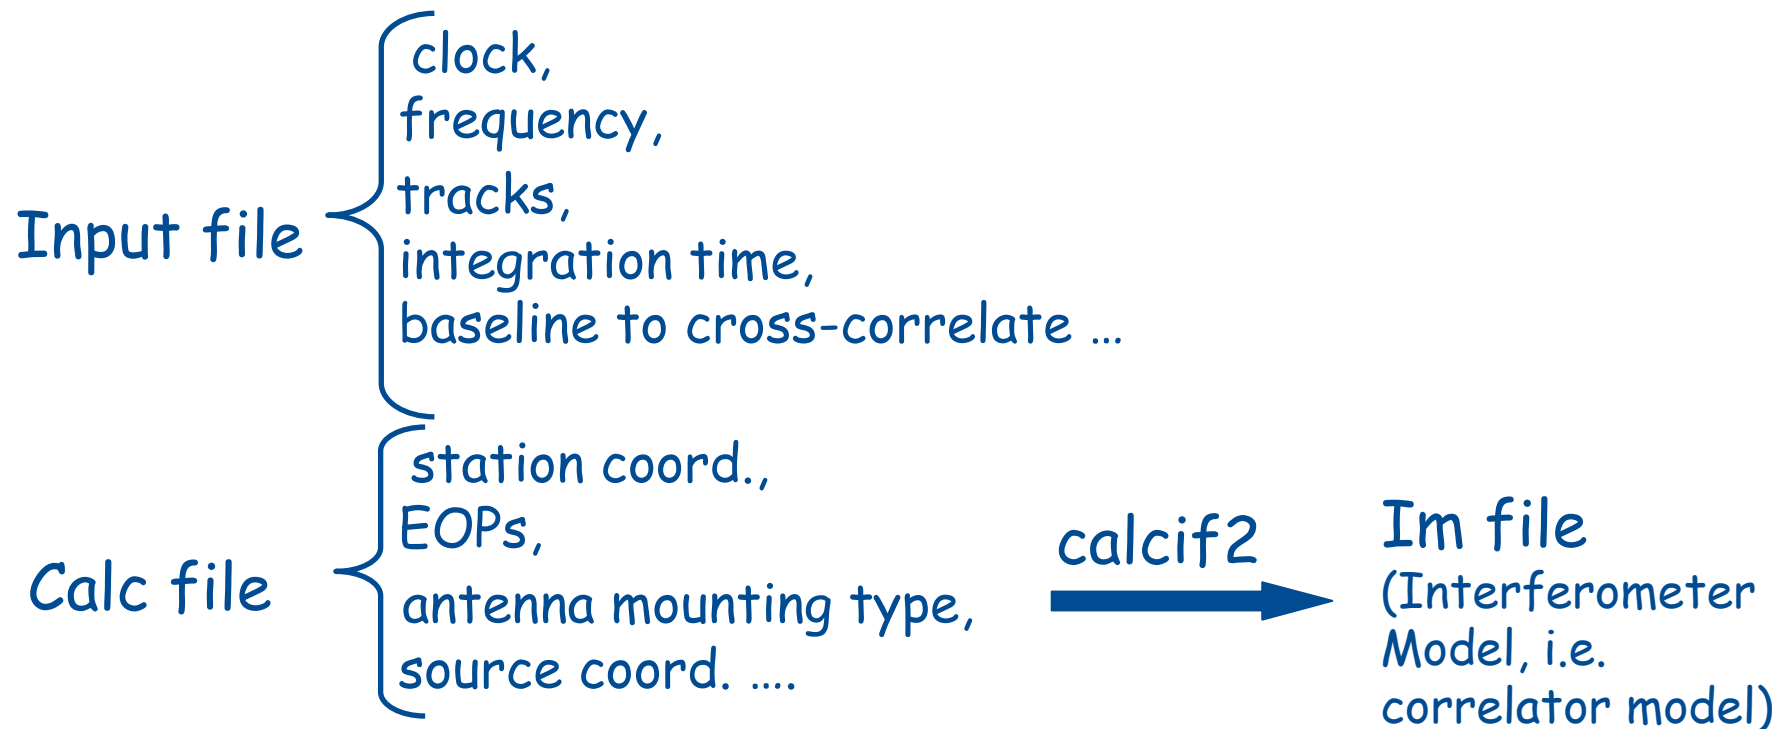 Input file
clock,
frequency,
tracks,
integration time,
baseline to cross-correlate ...
Calc file
station coord.,
EOPs,
antenna mounting type,
source coord. ....
calcif2
Im file
(Interferometer
Model, i.e.
correlator model)